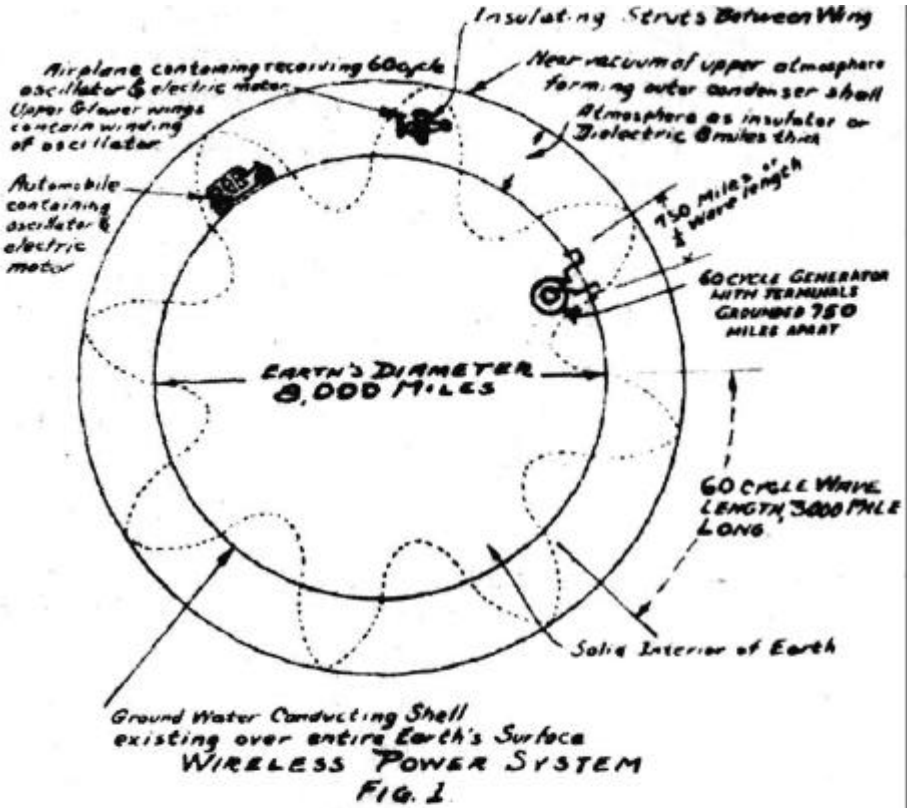 Insulating Struts Between Wing
Airplane containing recording 60 cycle
oscillator & electric motor
Upper & lower wings
contain winding
of oscillator
Near vacuum of upper atmosphere
forming outer condenser shell
Atmosphere as insulator or
Dielectric 8 miles thick
Automobile
containing
oscillator &
electric
motor
750 Miles or
Wave length
60 CYCLE GENERATOR
WITH TERMINALS
GROUNDED 750
MILES APART
EARTH'S DIAMETER
8,000 MILES
60 CYCLE WAVE
LENGTH, 3000 MILE
LONG
Solid Interior of Earth
Ground Water Conducting Shell
existing over entire Earth's Surface
WIRELESS POWER SYSTEM
FIG. 1